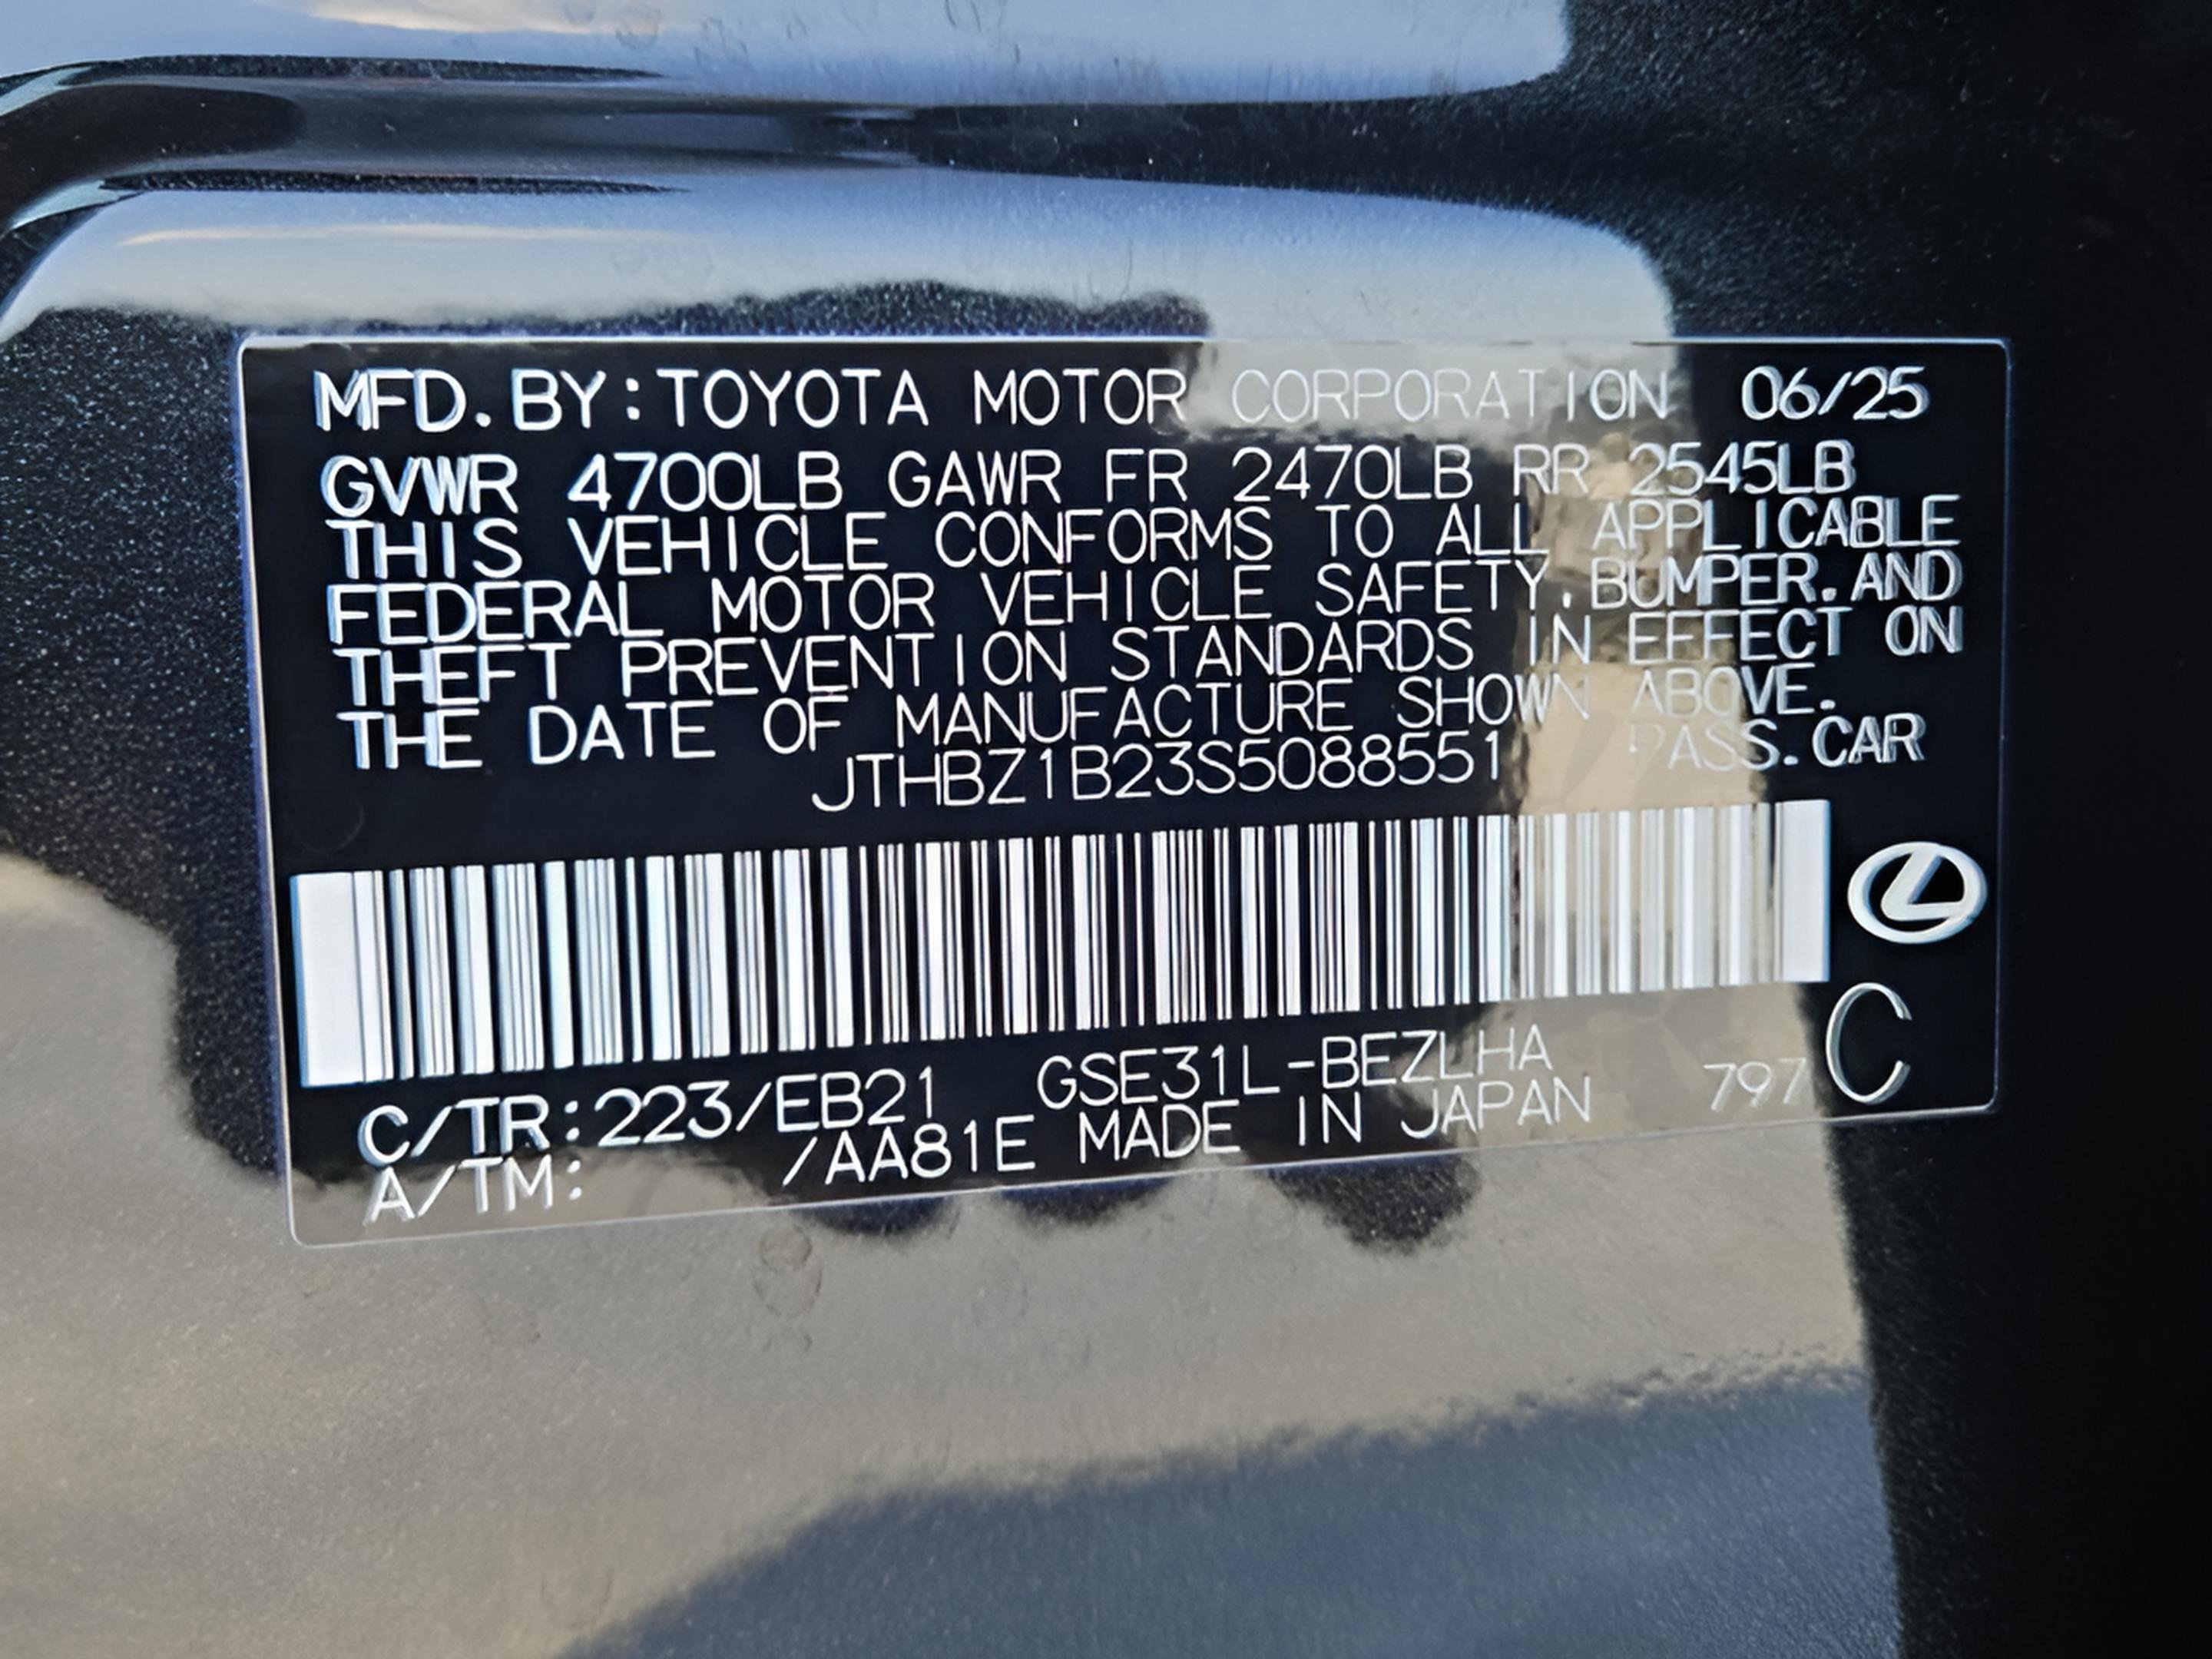 MFD. BY: TOYOTA MOTOR CORPORATION 06/25
GVWR 4700LB GAWR FR 2470LB RR 2545LB
THIS VEHICLE CONFORMS TO ALL APPLICABLE
FEDERAL MOTOR VEHICLE SAFETY, BUMPER, AND
THEFT PREVENTION STANDARDS IN EFFECT ON
THE DATE OF MANUFACTURE SHOWN ABOVE.
JTHBZ1B23S5088551 PASS. CAR
C/TR: 223/EB21 GSE31L-BEZLHA 797 C
A/TM: /AA81E MADE IN JAPAN